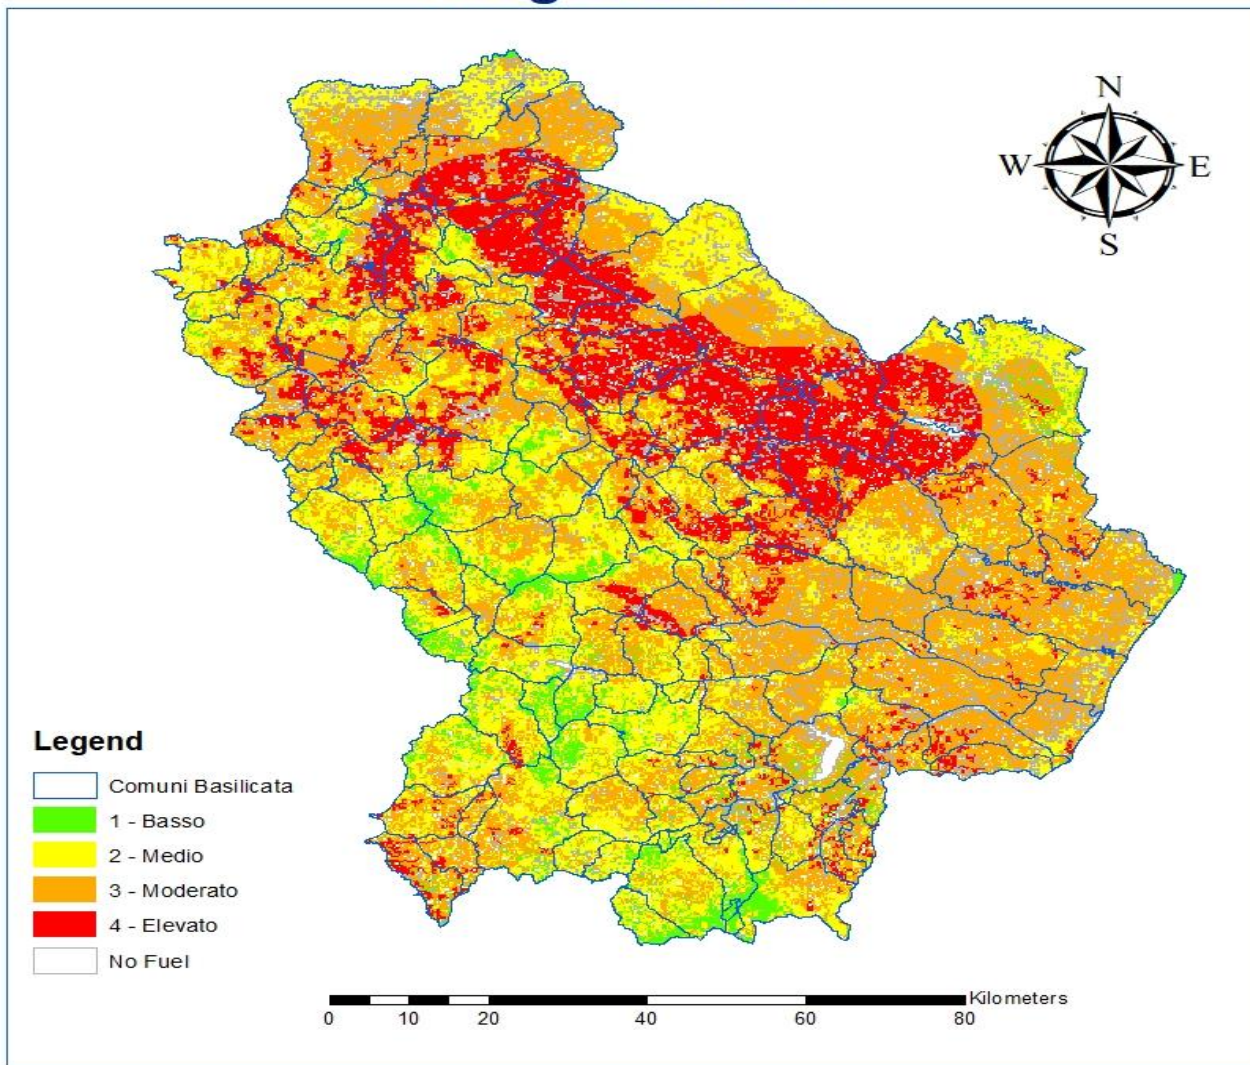 N
W E
S
Legend
Comuni Basilicata
1 - Basso
2 - Medio
3 - Moderato
4 - Elevato
No Fuel
Kilometers
0 10 20 40 60 80